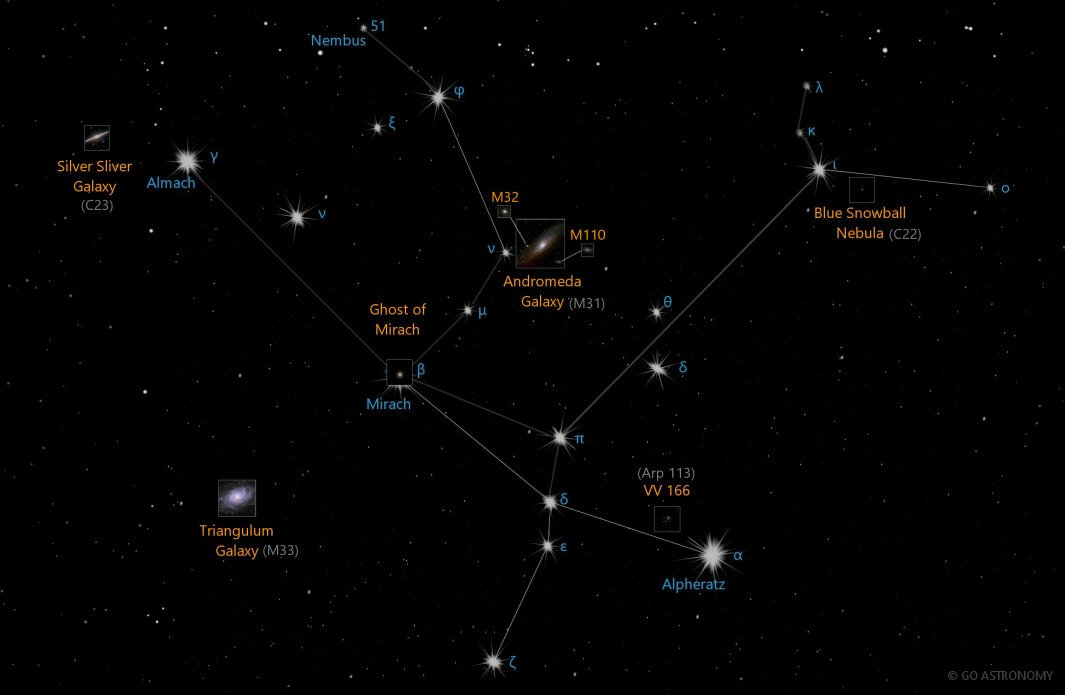 51
Nembus
φ
λ
ξ
κ
Silver Sliver
Galaxy
(C23)
γ
Almach
ι
ο
M32
ν
Blue Snowball
Nebula (C22)
M110
ν
Andromeda
Galaxy (M31)
θ
Ghost of
Mirach
μ
δ
β
Mirach
π
(Arp 113)
VV 166
δ
Triangulum
Galaxy (M33)
ε
α
Alpheratz
ζ
© GO ASTRONOMY